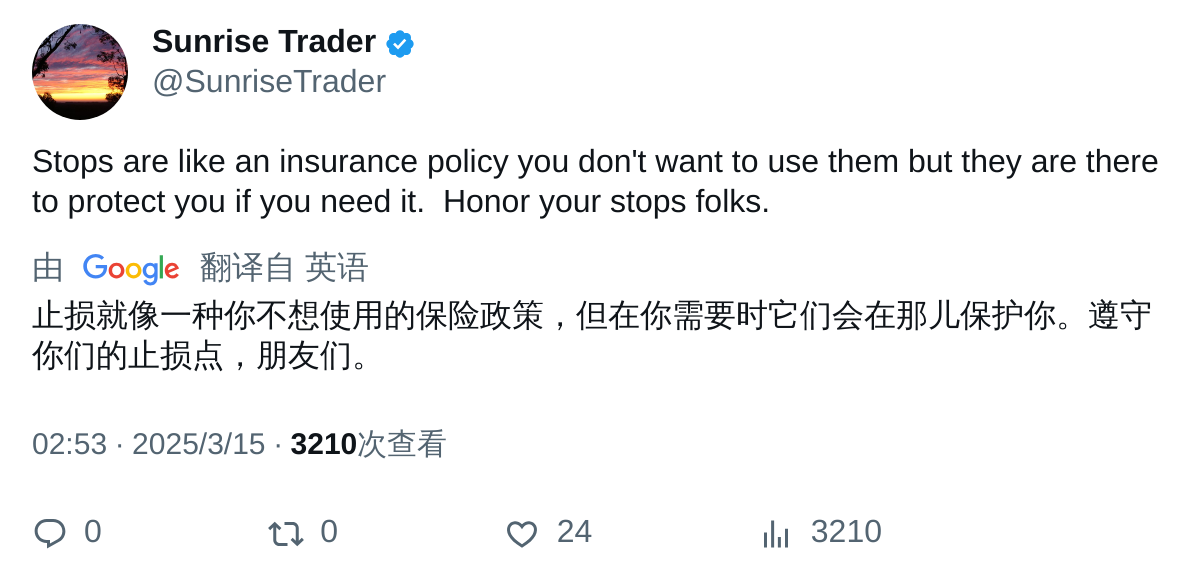 Sunrise Trader
@SunriseTrader
Stops are like an insurance policy you don't want to use them but they are there
to protect you if you need it.  Honor your stops folks.
由 Google 翻译自 英语
止损就像一种你不想使用的保险政策，但在你需要时它们会在那儿保护你。遵守
你们的止损点，朋友们。
02:53 · 2025/3/15 · 3210次查看
0 0 24 3210